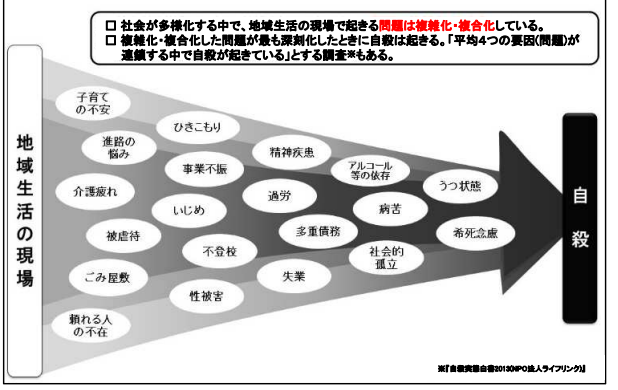 □ 社会が多様化する中で、地域生活の現場で起きる問題は複雑化・複合化している。
□ 複雑化・複合化した問題が最も深刻化したときに自殺は起きる。「平均4つの要因(問題)が
連鎖する中で自殺が起きている」とする調査※もある。
地域生活の現場
子育て
の不安
進路の
悩み
介護疲れ
被虐待
ごみ屋敷
頼れる人
の不在
ひきこもり
事業不振
いじめ
不登校
性被害
精神疾患
過労
多重債務
失業
アルコール
等の依存
病苦
社会的
孤立
うつ状態
希死念慮
自殺
※『自殺実態白書2013(NPO法人ライフリンク)』